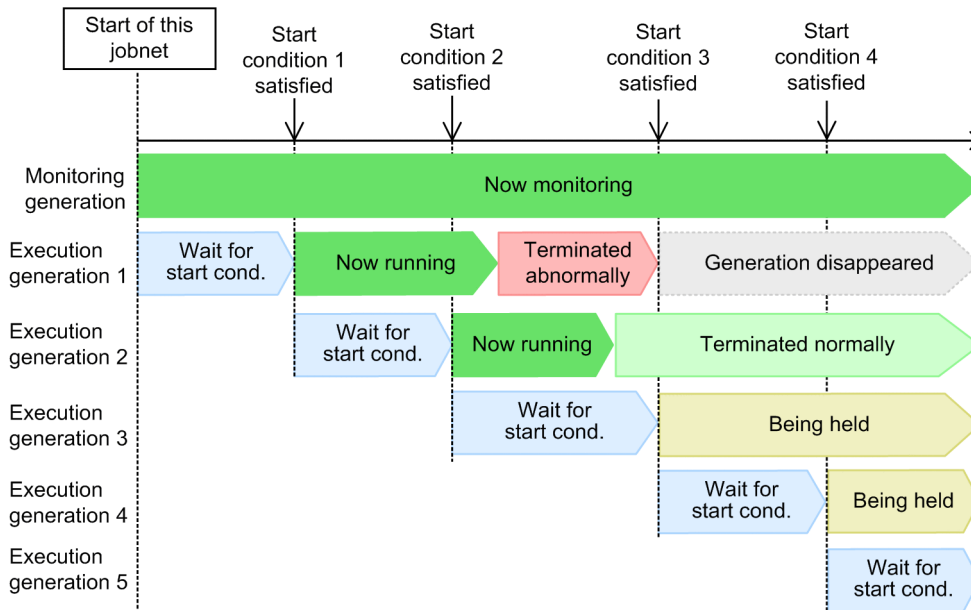 Start of this
jobnet
Start
condition 1
satisfied
Start
condition 2
satisfied
Start
condition 3
satisfied
Start
condition 4
satisfied
Monitoring
generation
Now monitoring
Execution
generation 1
Wait for
start cond.
Now running
Terminated
abnormally
Generation disappeared
Execution
generation 2
Wait for
start cond.
Now running
Terminated normally
Execution
generation 3
Wait for
start cond.
Being held
Execution
generation 4
Wait for
start cond.
Being held
Execution
generation 5
Wait for
start cond.